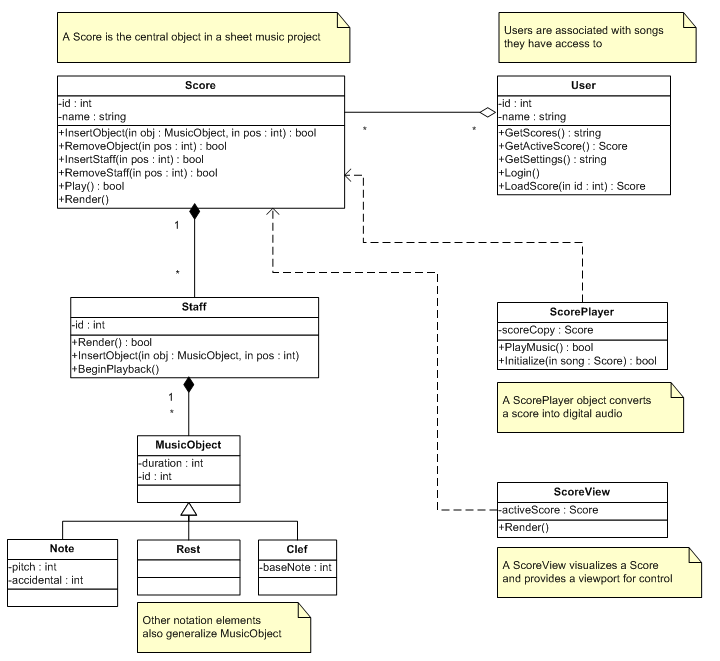 A Score is the central object in a sheet music project
Users are associated with songs
they have access to
Score
-id : int
-name : string
+InsertObject(in obj : MusicObject, in pos : int) : bool
+RemoveObject(in pos : int) : bool
+InsertStaff(in pos : int) : bool
+RemoveStaff(in pos : int) : bool
+Play() : bool
+Render()
*
*
User
-id : int
-name : string
+GetScores() : string
+GetActiveScore() : Score
+GetSettings() : string
+Login()
+LoadScore(in id : int) : Score
1
*
Staff
-id : int
+Render() : bool
+InsertObject(in obj : MusicObject, in pos : int)
+BeginPlayback()
ScorePlayer
-scoreCopy : Score
+PlayMusic() : bool
+Initialize(in song : Score) : bool
A ScorePlayer object converts
a score into digital audio
1
*
MusicObject
-duration : int
-id : int
ScoreView
-activeScore : Score
+Render()
Note
-pitch : int
-accidental : int
Rest
Clef
-baseNote : int
A ScoreView visualizes a Score
and provides a viewport for control
Other notation elements
also generalize MusicObject